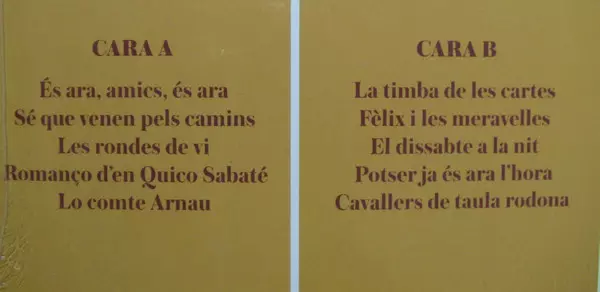 CARA A
És ara, amics, és ara
Sé que venen pels camins
Les rondes de vi
Romanço d'en Quico Sabaté
Lo comte Arnau
CARA B
La timba de les cartes
Fèlix i les meravelles
El dissabte a la nit
Potser ja és ara l'hora
Cavallers de taula rodona